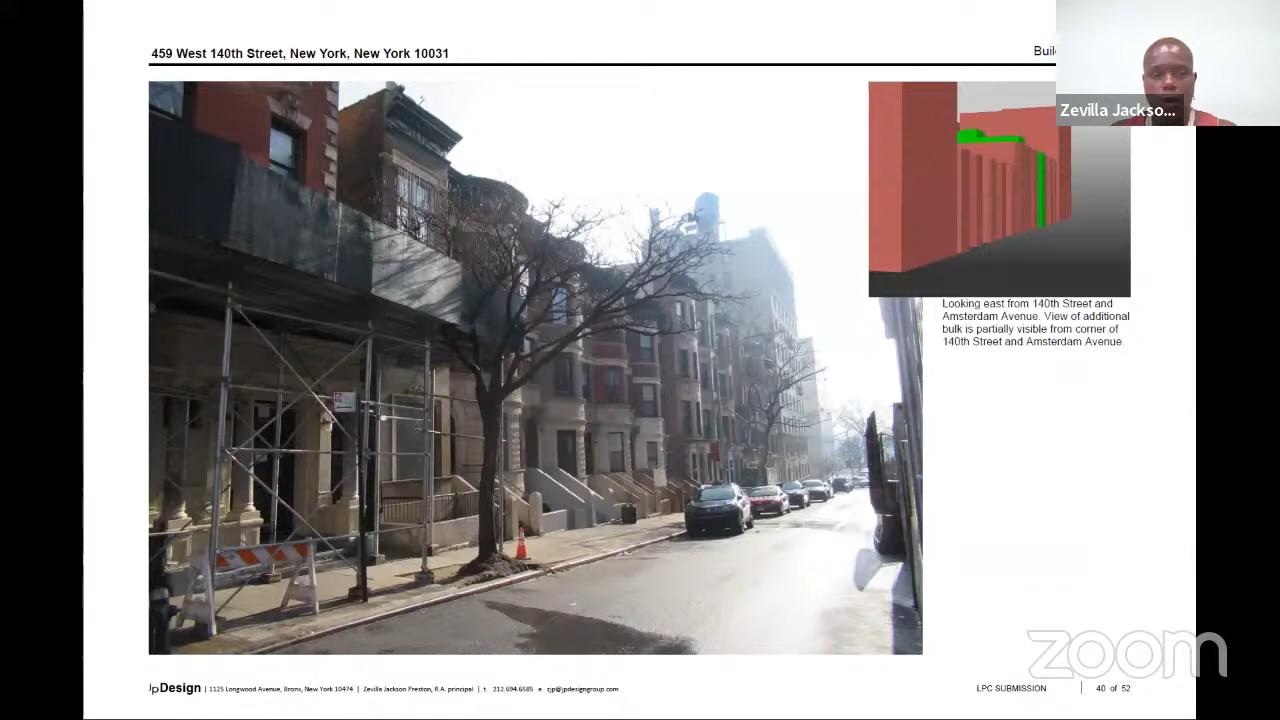 459 West 140th Street, New York, New York 10031
Buil
Zevilla Jackso...
Looking east from 140th Street and
Amsterdam Avenue. View of additional
bulk is partially visible from corner of
140th Street and Amsterdam Avenue.
jpDesign | 1125 Longwood Avenue, Bronx, New York 10474 | Zevilla Jackson Preston, R.A. principal | t. 212.694.6585 e. zjp@jpdesigngroup.com
LPC SUBMISSION | 40 of 52
zoom